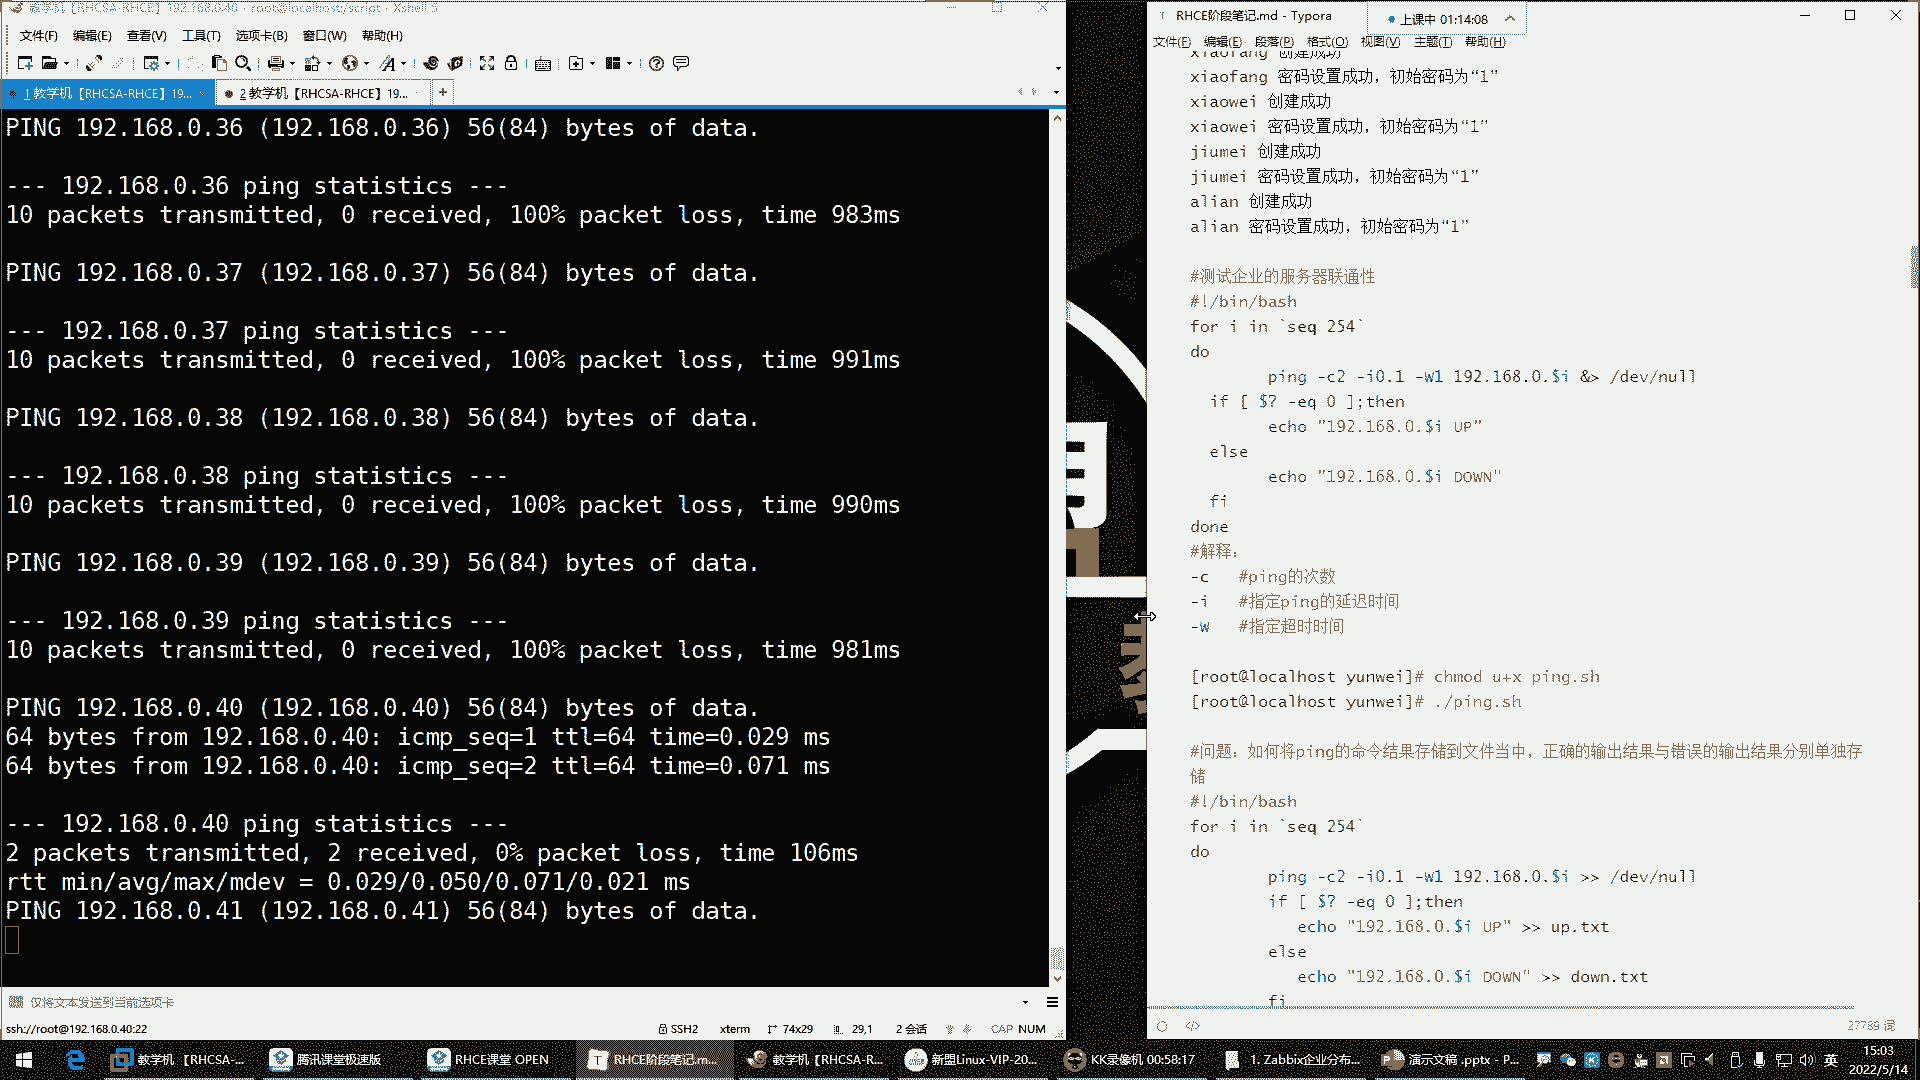 教学机【RHCSA-RHCE】192.168.0.40 - root@localhost:/script - Xshell 5
文件(F) 编辑(E) 查看(V) 工具(T) 选项卡(B) 窗口(W) 帮助(H)
1 教学机【RHCSA-RHCE】19... 2 教学机【RHCSA-RHCE】19... +
PING 192.168.0.36 (192.168.0.36) 56(84) bytes of data.
--- 192.168.0.36 ping statistics ---
10 packets transmitted, 0 received, 100% packet loss, time 983ms
PING 192.168.0.37 (192.168.0.37) 56(84) bytes of data.
--- 192.168.0.37 ping statistics ---
10 packets transmitted, 0 received, 100% packet loss, time 991ms
PING 192.168.0.38 (192.168.0.38) 56(84) bytes of data.
--- 192.168.0.38 ping statistics ---
10 packets transmitted, 0 received, 100% packet loss, time 990ms
PING 192.168.0.39 (192.168.0.39) 56(84) bytes of data.
--- 192.168.0.39 ping statistics ---
10 packets transmitted, 0 received, 100% packet loss, time 981ms
PING 192.168.0.40 (192.168.0.40) 56(84) bytes of data.
64 bytes from 192.168.0.40: icmp_seq=1 ttl=64 time=0.029 ms
64 bytes from 192.168.0.40: icmp_seq=2 ttl=64 time=0.071 ms
--- 192.168.0.40 ping statistics ---
2 packets transmitted, 2 received, 0% packet loss, time 106ms
rtt min/avg/max/mdev = 0.029/0.050/0.071/0.021 ms
PING 192.168.0.41 (192.168.0.41) 56(84) bytes of data.
仅将文本发送到当前选项卡
ssh://root@192.168.0.40:22 SSH2 xterm 74x29 29,1 2 会话 CAP NUM
RHCE阶段笔记.md - Typora
上课中 01:14:08
文件(F) 编辑(E) 段落(P) 格式(O) 视图(V) 主题(T) 帮助(H)
xiaofang 创建成功
xiaofang 密码设置成功，初始密码为“1”
xiaowei 创建成功
xiaowei 密码设置成功，初始密码为“1”
jiumei 创建成功
jiumei 密码设置成功，初始密码为“1”
alian 创建成功
alian 密码设置成功，初始密码为“1”
#测试企业的服务器联通性
#!/bin/bash
for i in `seq 254`
do
ping -c2 -i0.1 -W1 192.168.0.$i &> /dev/null
if [ $? -eq 0 ];then
echo "192.168.0.$i UP"
else
echo "192.168.0.$i DOWN"
fi
done
#解释：
-c #ping的次数
-i #指定ping的延迟时间
-W #指定超时时间
[root@localhost yunwei]# chmod u+x ping.sh
[root@localhost yunwei]# ./ping.sh
#问题：如何将ping的命令结果存储到文件当中，正确的输出结果与错误的输出结果分别单独存
储
#!/bin/bash
for i in `seq 254`
do
ping -c2 -i0.1 -W1 192.168.0.$i >> /dev/null
if [ $? -eq 0 ];then
echo "192.168.0.$i UP" >> up.txt
else
echo "192.168.0.$i DOWN" >> down.txt
fi
27789 词
教学机 【RHCSA-... 腾讯课堂极速版 RHCE课堂 OPEN RHCE阶段笔记.m... 教学机【RHCSA-R... 新盟Linux-VIP-20... KK录像机 00:58:17 1. Zabbix企业分布... 演示文稿 .pptx - P... 英
15:03
2022/5/14